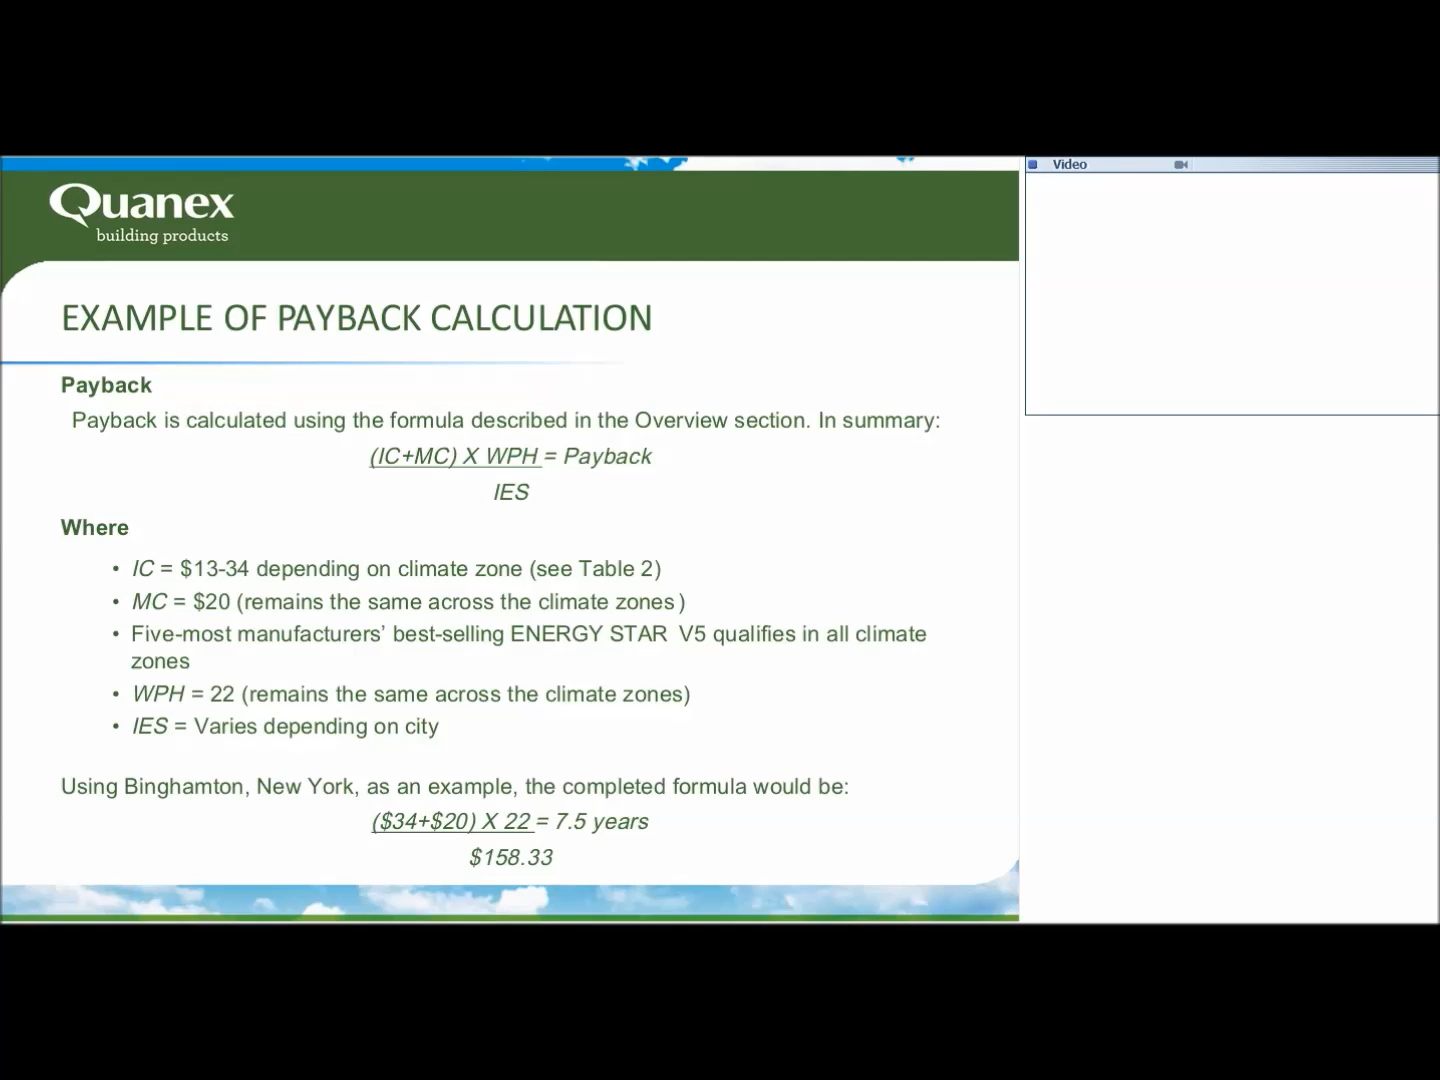 Quanex
building products
Video
EXAMPLE OF PAYBACK CALCULATION
Payback
Payback is calculated using the formula described in the Overview section. In summary:
(IC+MC) X WPH = Payback
IES
Where
• IC = $13-34 depending on climate zone (see Table 2)
• MC = $20 (remains the same across the climate zones)
• Five-most manufacturers’ best-selling ENERGY STAR V5 qualifies in all climate
zones
• WPH = 22 (remains the same across the climate zones)
• IES = Varies depending on city
Using Binghamton, New York, as an example, the completed formula would be:
($34+$20) X 22 = 7.5 years
$158.33